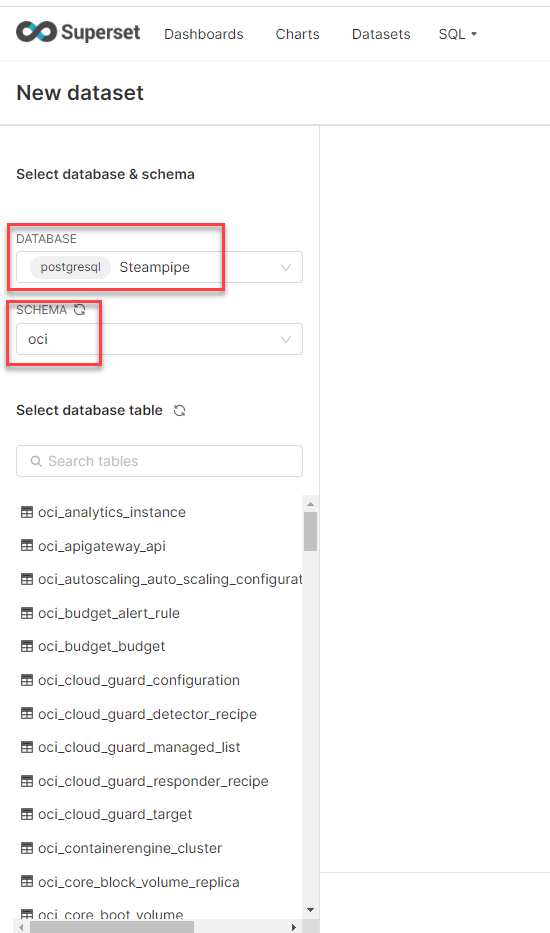 Superset Dashboards Charts Datasets SQL
New dataset
Select database & schema
DATABASE
postgresql Steampipe
SCHEMA
oci
Select database table
Search tables
oci_analytics_instance
oci_apigateway_api
oci_autoscaling_auto_scaling_configurat
oci_budget_alert_rule
oci_budget_budget
oci_cloud_guard_configuration
oci_cloud_guard_detector_recipe
oci_cloud_guard_managed_list
oci_cloud_guard_responder_recipe
oci_cloud_guard_target
oci_containerengine_cluster
oci_core_block_volume_replica
oci_core_boot_volume